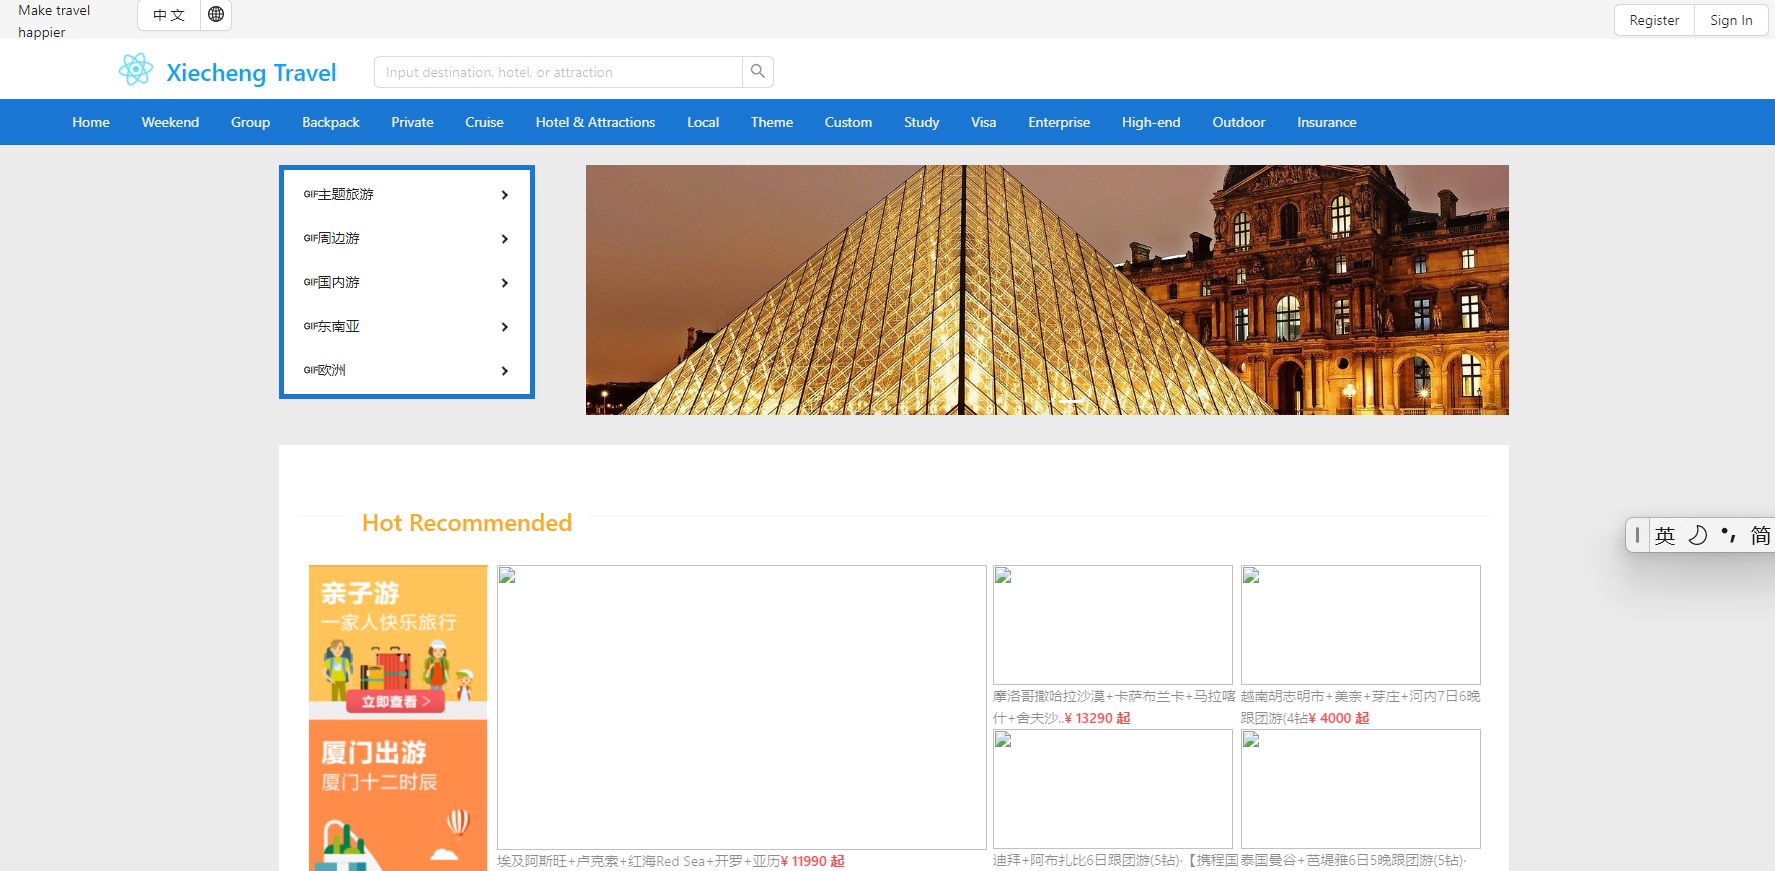 Make travel
happier
中 文
Register
Sign In
Xiecheng Travel
Input destination, hotel, or attraction
Home Weekend Group Backpack Private Cruise Hotel & Attractions Local Theme Custom Study Visa Enterprise High-end Outdoor Insurance
GIF主题旅游
GIF周边游
GIF国内游
GIF东南亚
GIF欧洲
Hot Recommended
英 简
亲子游
一家人快乐旅行
立即查看 >
厦门出游
厦门十二时辰
埃及阿斯旺+卢克索+红海Red Sea+开罗+亚历¥ 11990 起
摩洛哥撒哈拉沙漠+卡萨布兰卡+马拉喀
什+舍夫沙..¥ 13290 起
越南胡志明市+美奈+芽庄+河内7日6晚
跟团游(4钻¥ 4000 起
迪拜+阿布扎比6日跟团游(5钻)·【携程国
泰国曼谷+芭堤雅6日5晚跟团游(5钻)·